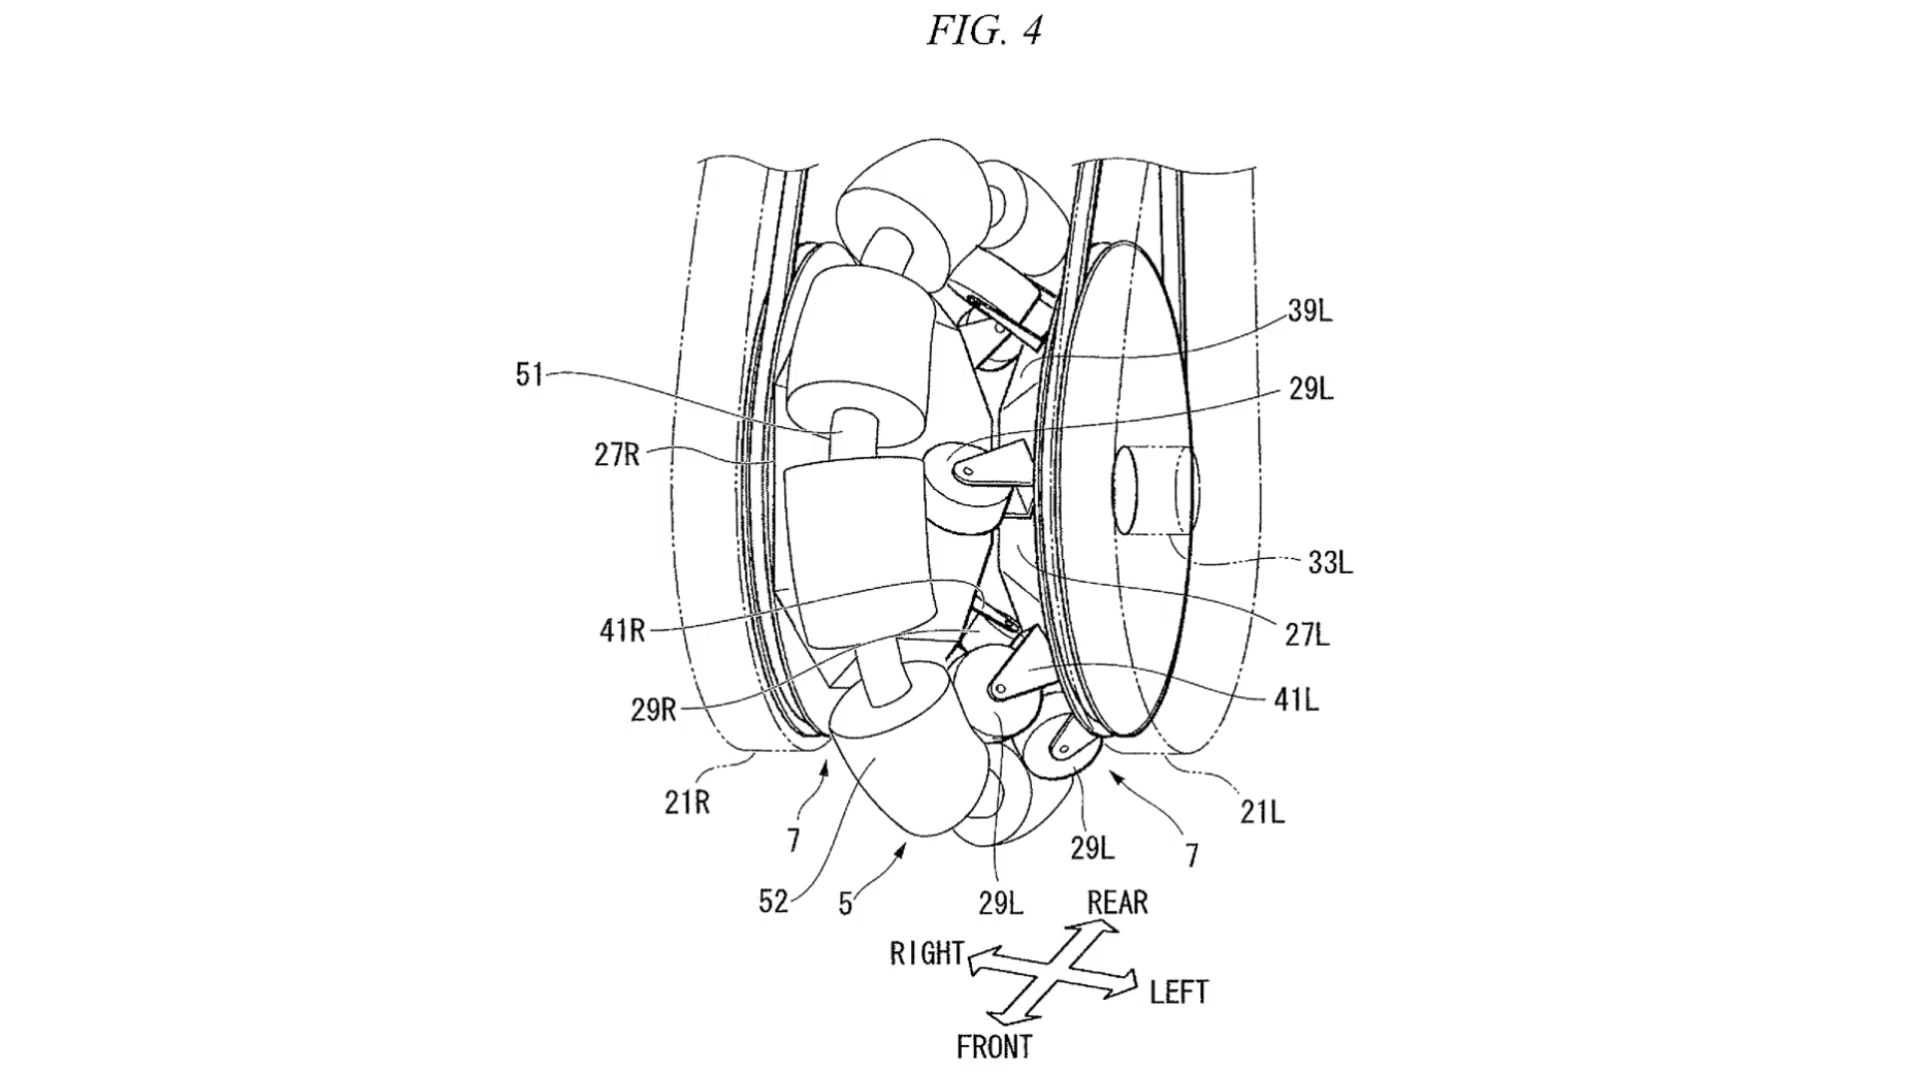 FIG. 4
39L
51
29L
27R
33L
41R
27L
29R
41L
21R
21L
7
29L
7
52
5
29L
REAR
RIGHT
LEFT
FRONT